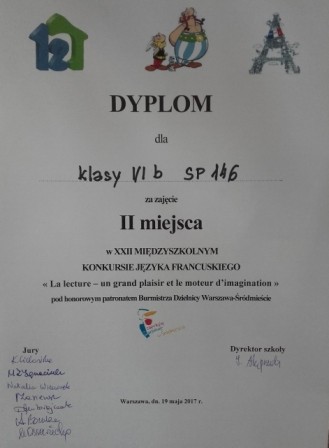 121
DYPLOM
dla
klasy VI b SP 146
za zajęcie
II miejsca
w XXII MIĘDZYSZKOLNYM
KONKURSIE JĘZYKA FRANCUSKIEGO
« La lecture – un grand plaisir et le moteur d'imagination »
pod honorowym patronatem Burmistrza Dzielnicy Warszawa-Śródmieście
Jury
Dyrektor szkoły
Warszawa, dn. 19 maja 2017 r.